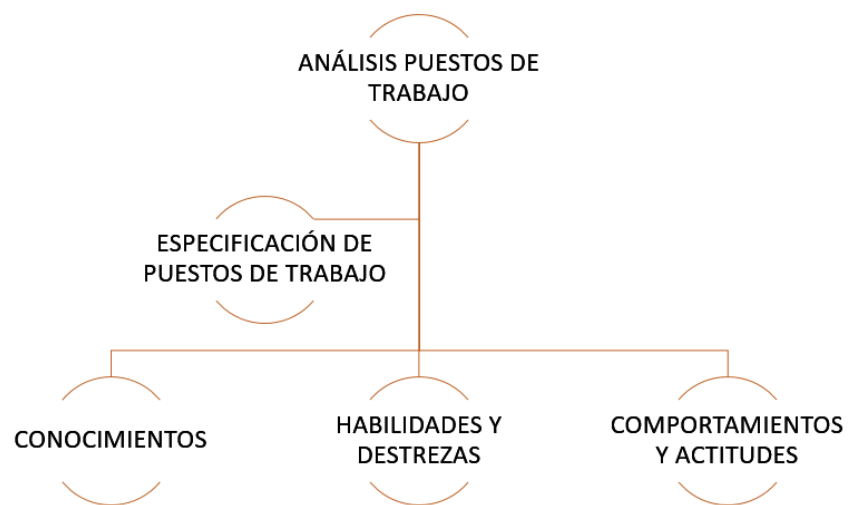 ANÁLISIS PUESTOS DE
TRABAJO
ESPECIFICACIÓN DE
PUESTOS DE TRABAJO
CONOCIMIENTOS
HABILIDADES Y
DESTREZAS
COMPORTAMIENTOS
Y ACTITUDES